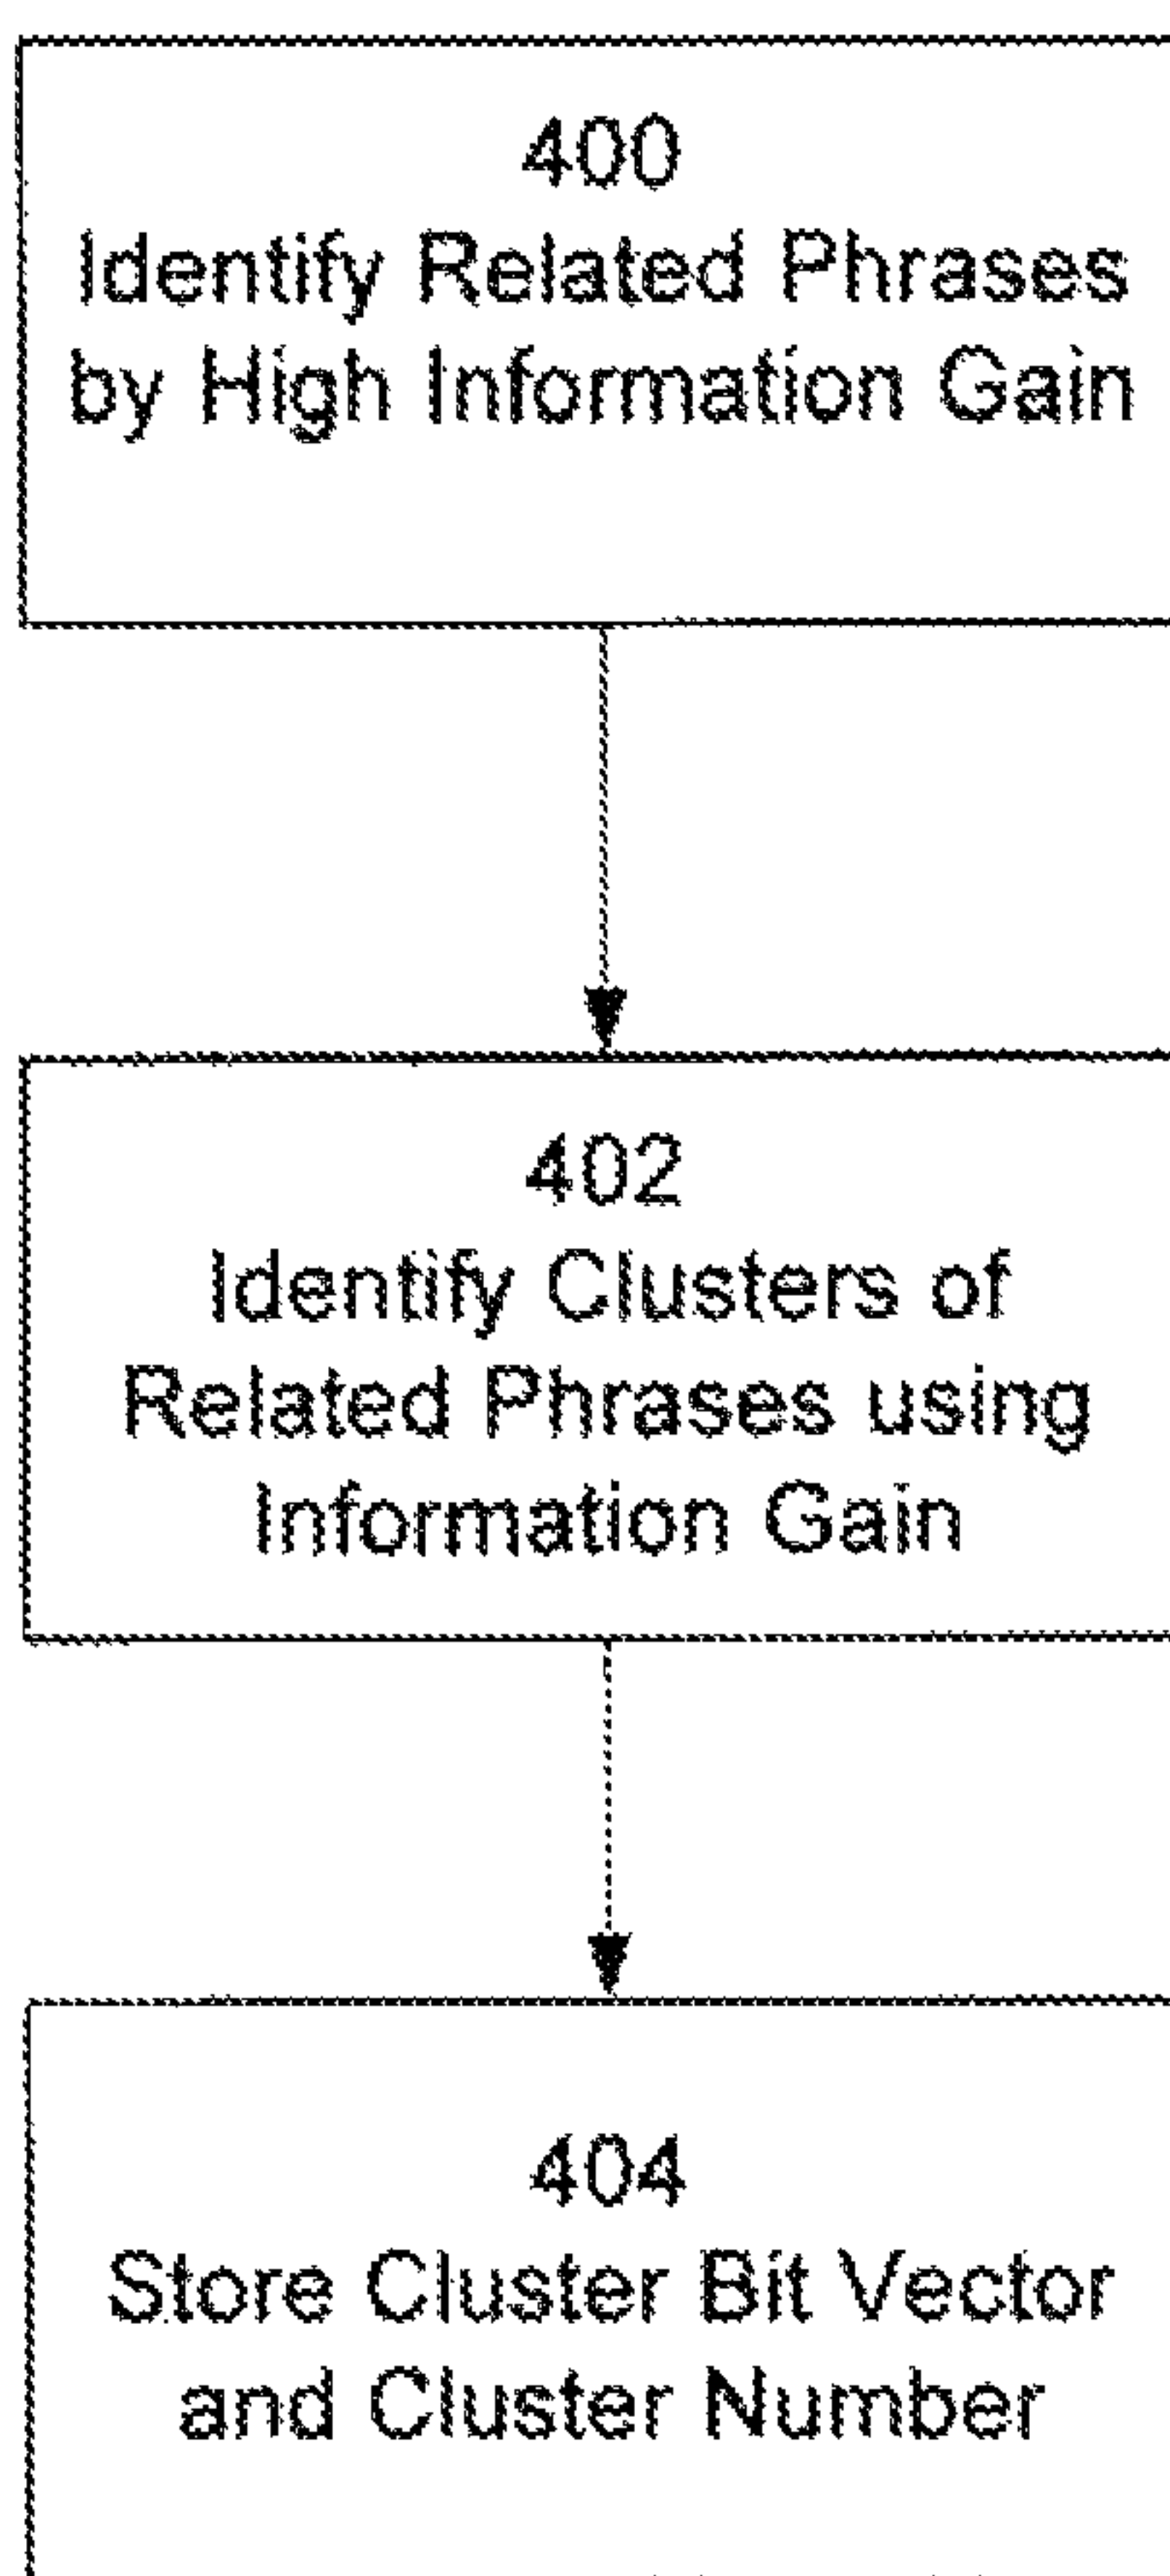 400
Identify Related Phrases
by High Information Gain
402
Identify Clusters of
Related Phrases using
Information Gain
404
Store Cluster Bit Vector
and Cluster Number